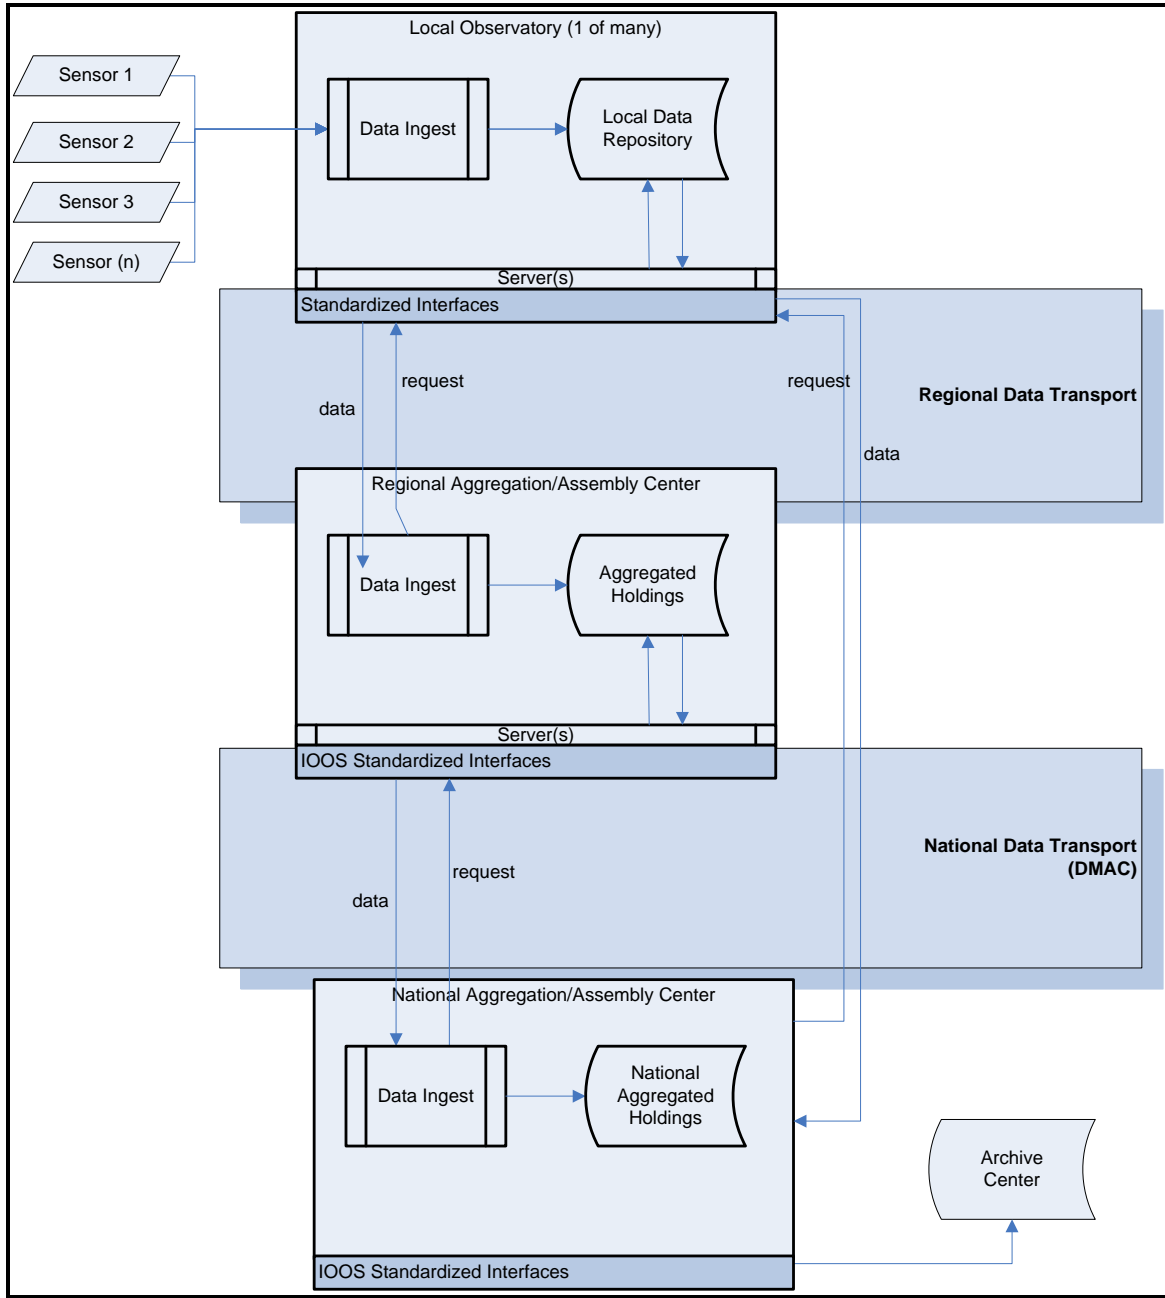 Local Observatory (1 of many)
Sensor 1
Sensor 2
Sensor 3
Sensor (n)
Data Ingest
Local Data
Repository
Server(s)
Standardized Interfaces
request
data
request
data
Regional Data Transport
Regional Aggregation/Assembly Center
Data Ingest
Aggregated
Holdings
Server(s)
IOOS Standardized Interfaces
request
data
National Data Transport
(DMAC)
National Aggregation/Assembly Center
Data Ingest
National
Aggregated
Holdings
Archive
Center
IOOS Standardized Interfaces